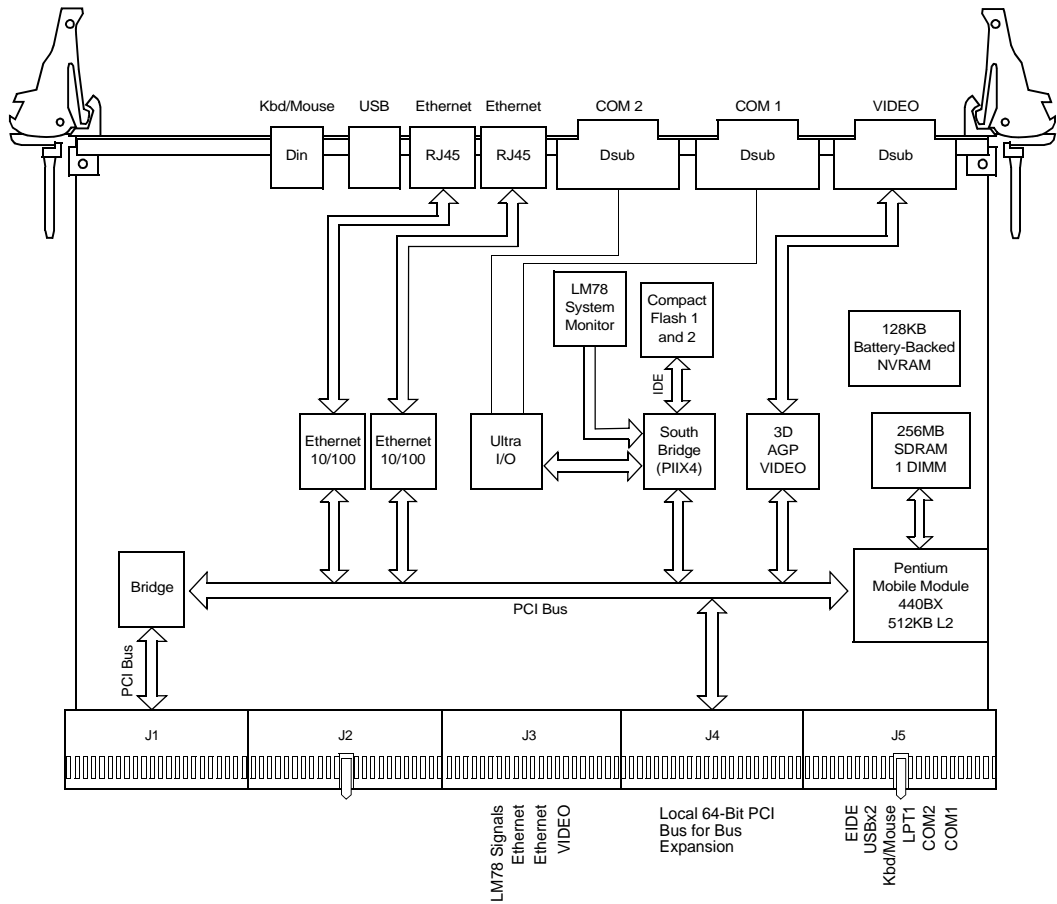 Kbd/Mouse
USB
Ethernet
Ethernet
COM 2
COM 1
VIDEO
Din
RJ45
RJ45
Dsub
Dsub
Dsub
LM78
System
Monitor
Compact
Flash 1
and 2
128KB
Battery-Backed
NVRAM
IDE
Ethernet
10/100
Ethernet
10/100
Ultra
I/O
South
Bridge
(PIIX4)
3D
AGP
VIDEO
256MB
SDRAM
1 DIMM
Bridge
PCI Bus
Pentium
Mobile Module
440BX
512KB L2
PCI Bus
J1
J2
J3
J4
J5
LM78 Signals
Ethernet
Ethernet
VIDEO
Local 64-Bit PCI
Bus for Bus
Expansion
EIDE
USBx2
Kbd/Mouse
LPT1
COM2
COM1